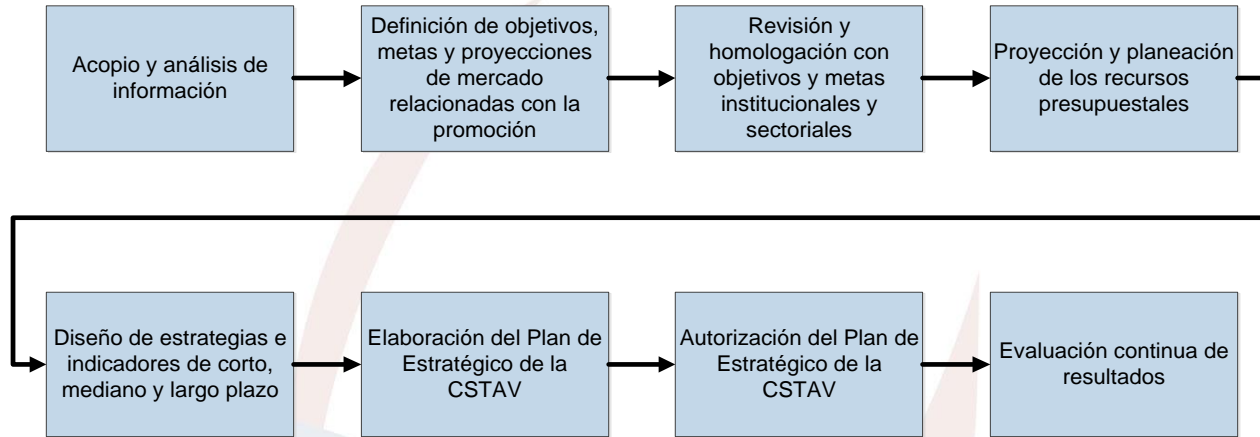 Acopio y análisis de
información
Definición de objetivos,
metas y proyecciones
de mercado
relacionadas con la
promoción
Revisión y
homologación con
objetivos y metas
institucionales y
sectoriales
Proyección y planeación
de los recursos
presupuestales
Diseño de estrategias e
indicadores de corto,
mediano y largo plazo
Elaboración del Plan de
Estratégico de la
CSTAV
Autorización del Plan de
Estratégico de la
CSTAV
Evaluación continua de
resultados